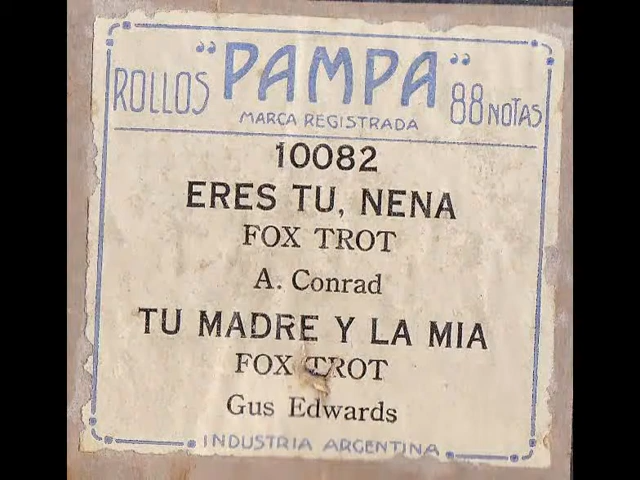 ROLLOS "PAMPA" 88 NOTAS
MARCA REGISTRADA
10082
ERES TU, NENA
FOX TROT
A. Conrad
TU MADRE Y LA MIA
FOX TROT
Gus Edwards
INDUSTRIA ARGENTINA